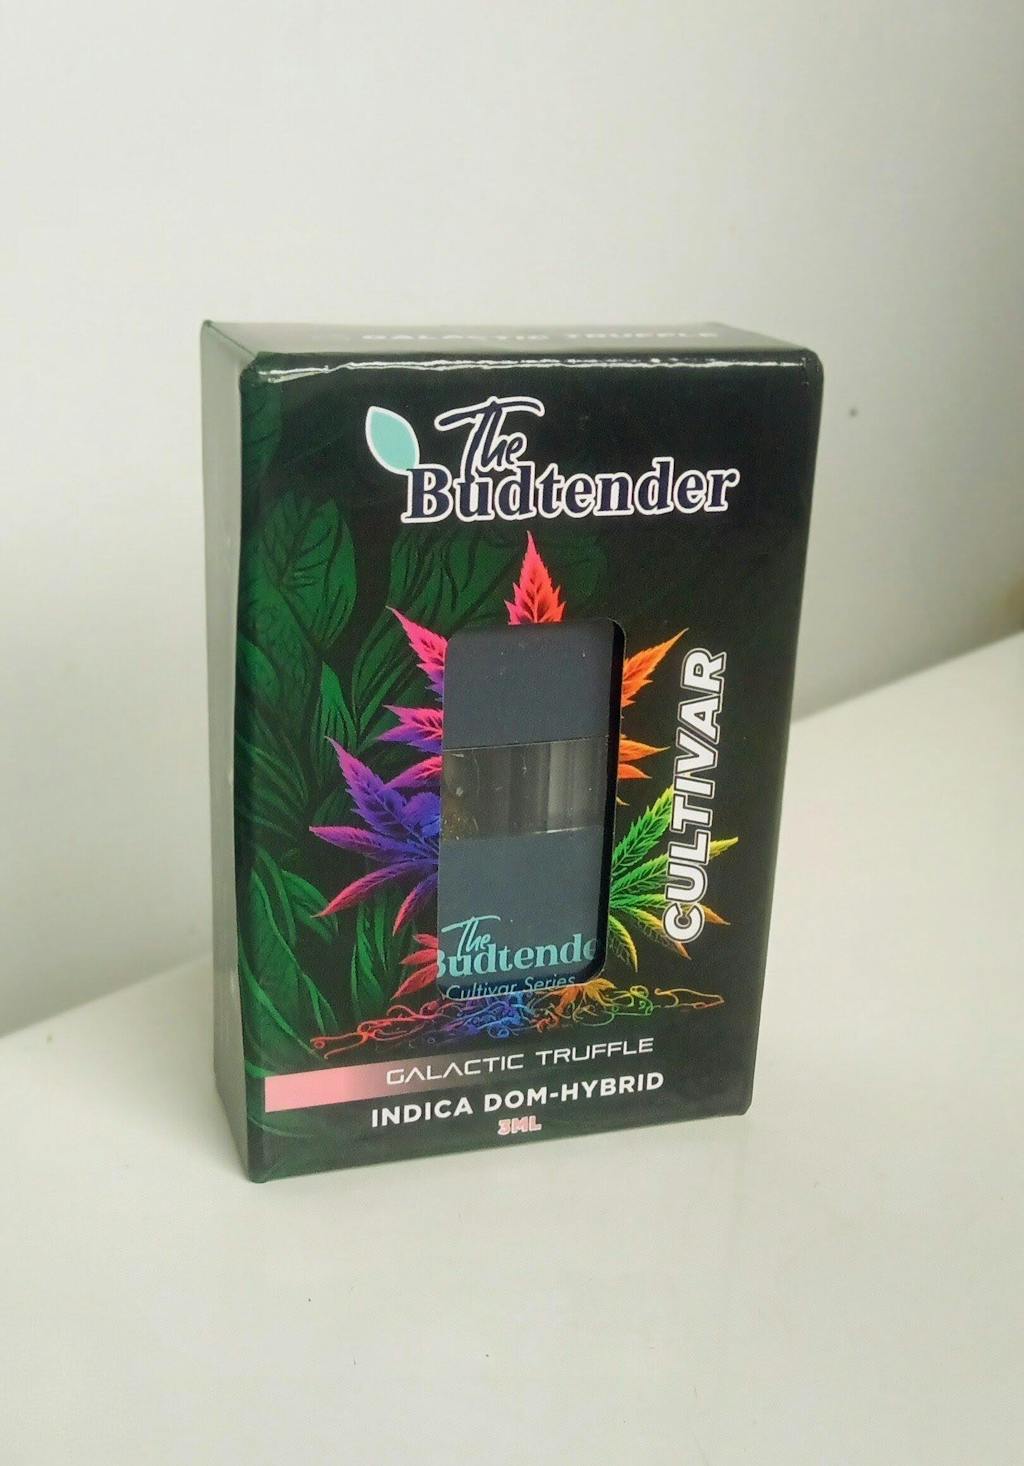 GALACTIC TRUFFLE
The
Budtender
CULTIVAR
The
Budtende
Cultivar Series
GALACTIC TRUFFLE
INDICA DOM-HYBRID
3ML